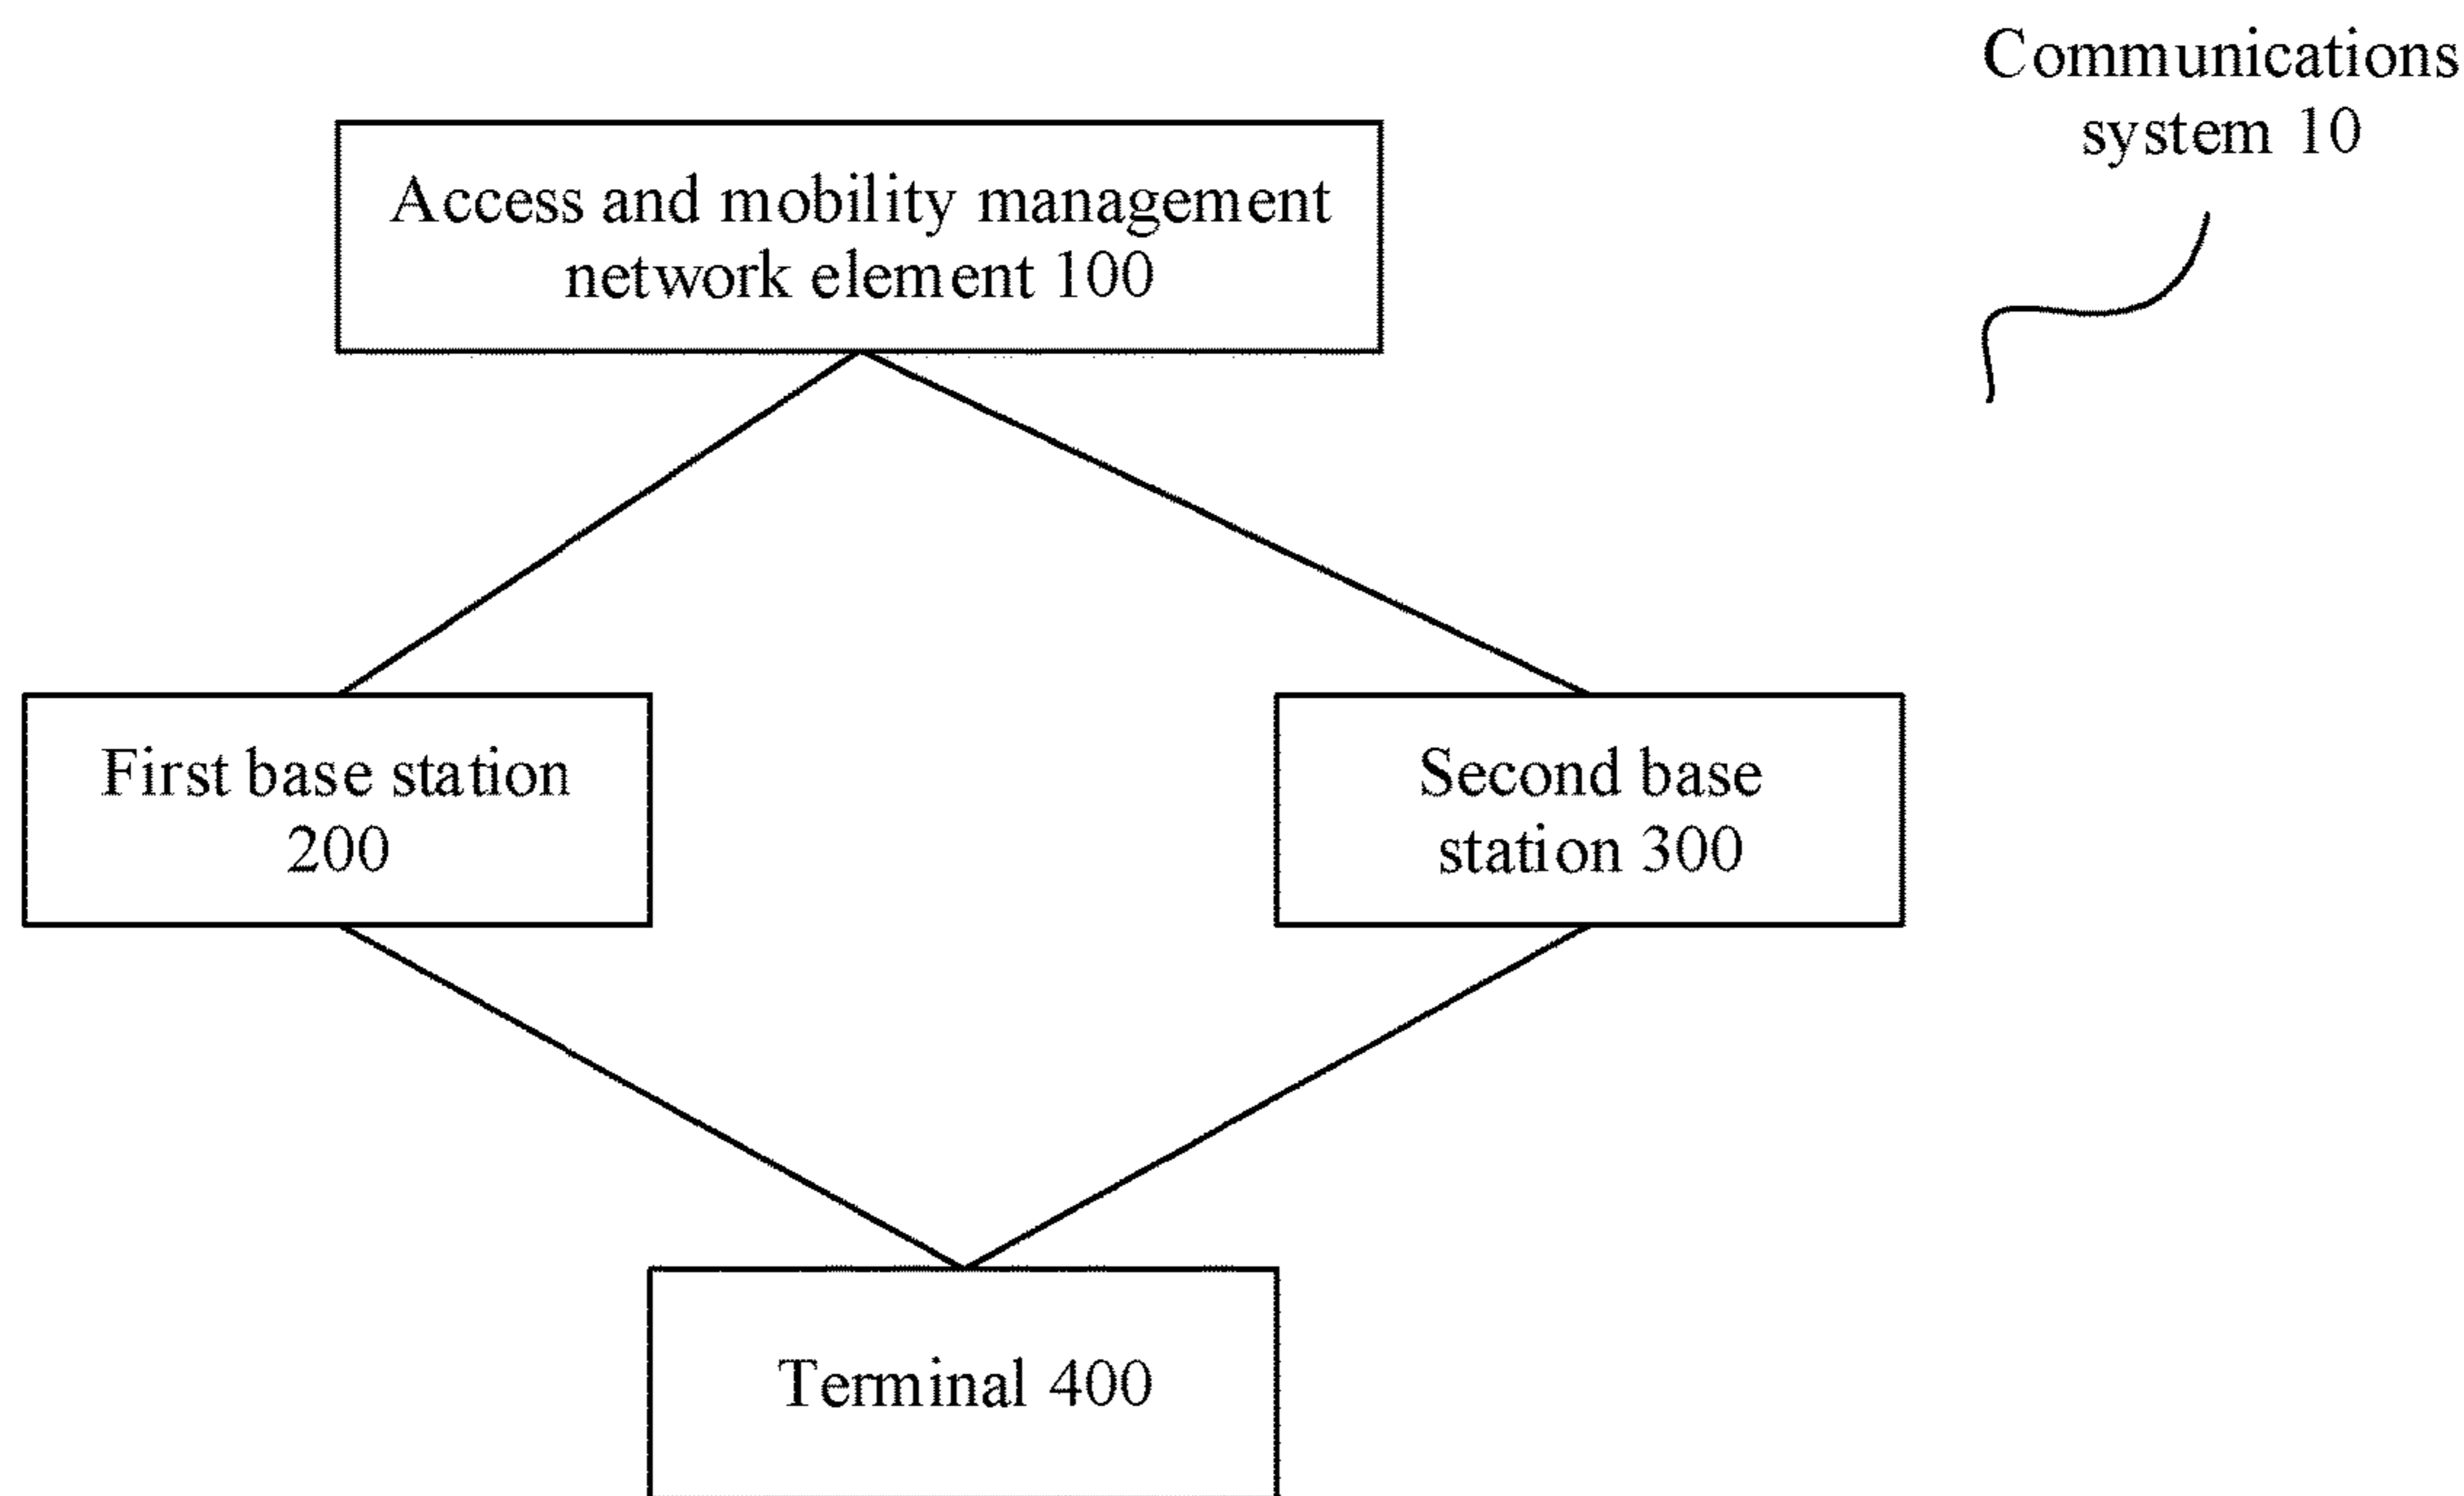 Communications
system 10
Access and mobility management
network element 100
First base station
200
Second base
station 300
Terminal 400